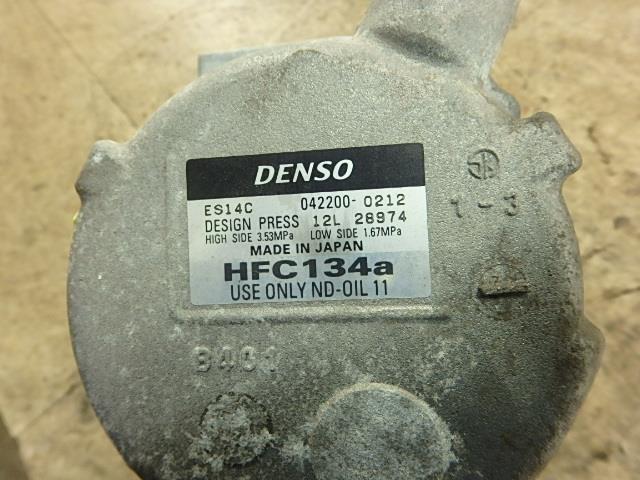 DENSO
ES14C 042200-0212
DESIGN PRESS 12L 28974
HIGH SIDE 3.53MPa LOW SIDE 1.67MPa
MADE IN JAPAN
HFC134a
USE ONLY ND-OIL 11
1-3
8401